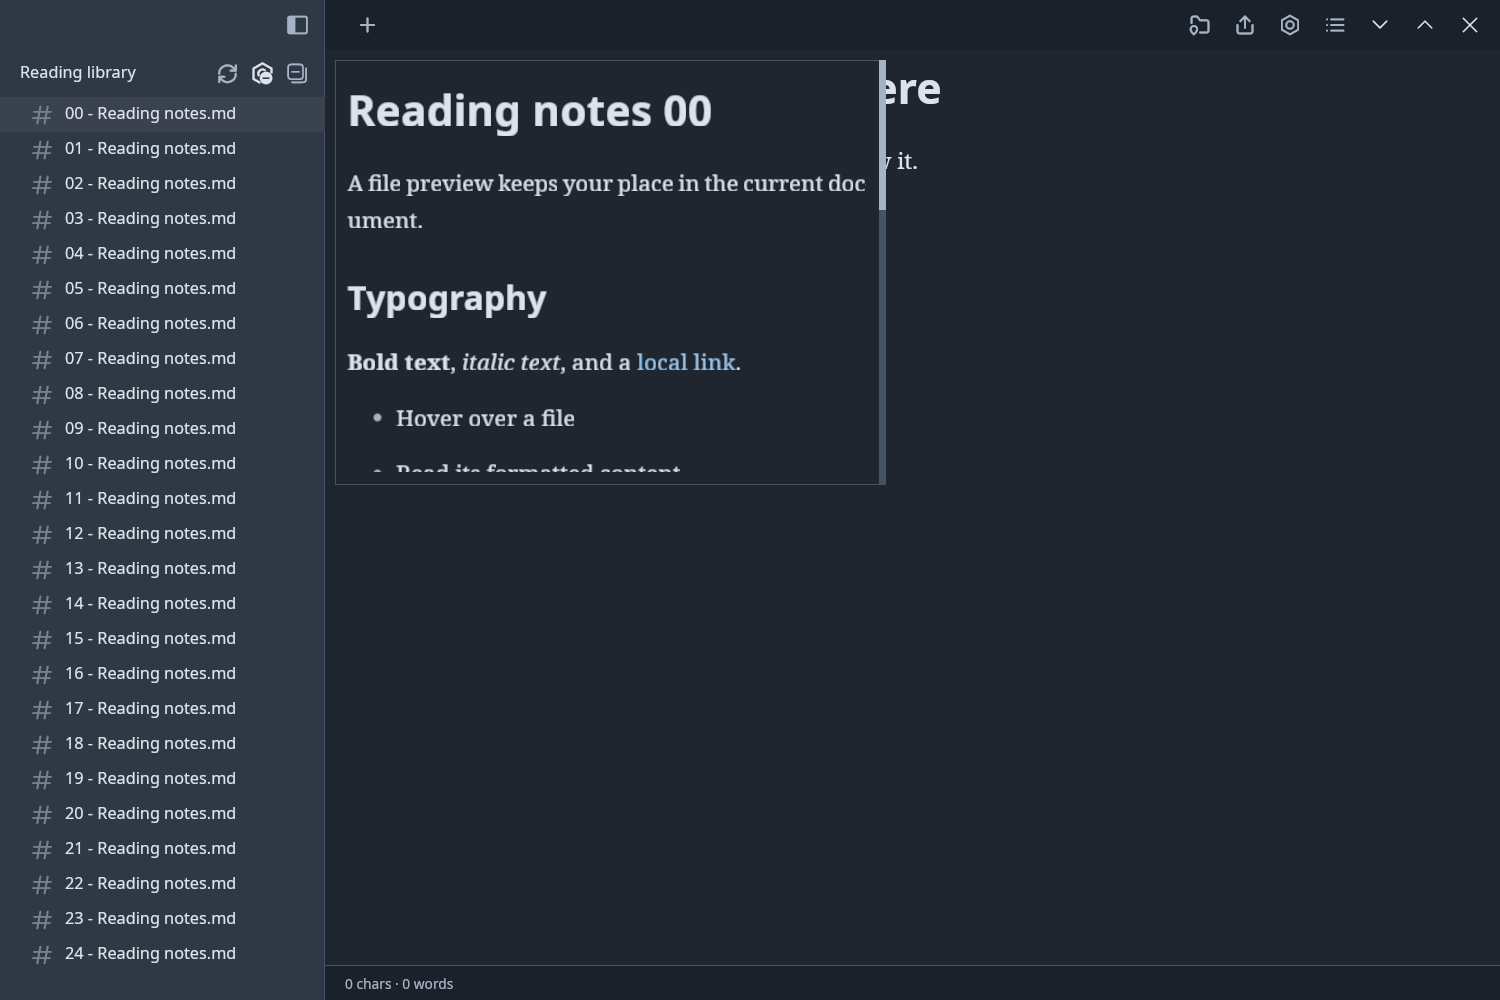 Reading library
00 - Reading notes.md
01 - Reading notes.md
02 - Reading notes.md
03 - Reading notes.md
04 - Reading notes.md
05 - Reading notes.md
06 - Reading notes.md
07 - Reading notes.md
08 - Reading notes.md
09 - Reading notes.md
10 - Reading notes.md
11 - Reading notes.md
12 - Reading notes.md
13 - Reading notes.md
14 - Reading notes.md
15 - Reading notes.md
16 - Reading notes.md
17 - Reading notes.md
18 - Reading notes.md
19 - Reading notes.md
20 - Reading notes.md
21 - Reading notes.md
22 - Reading notes.md
23 - Reading notes.md
24 - Reading notes.md
Reading notes 00
A file preview keeps your place in the current doc
ument.
Typography
Bold text, italic text, and a local link.
• Hover over a file
• Read its formatted content
ere
it.
0 chars · 0 words